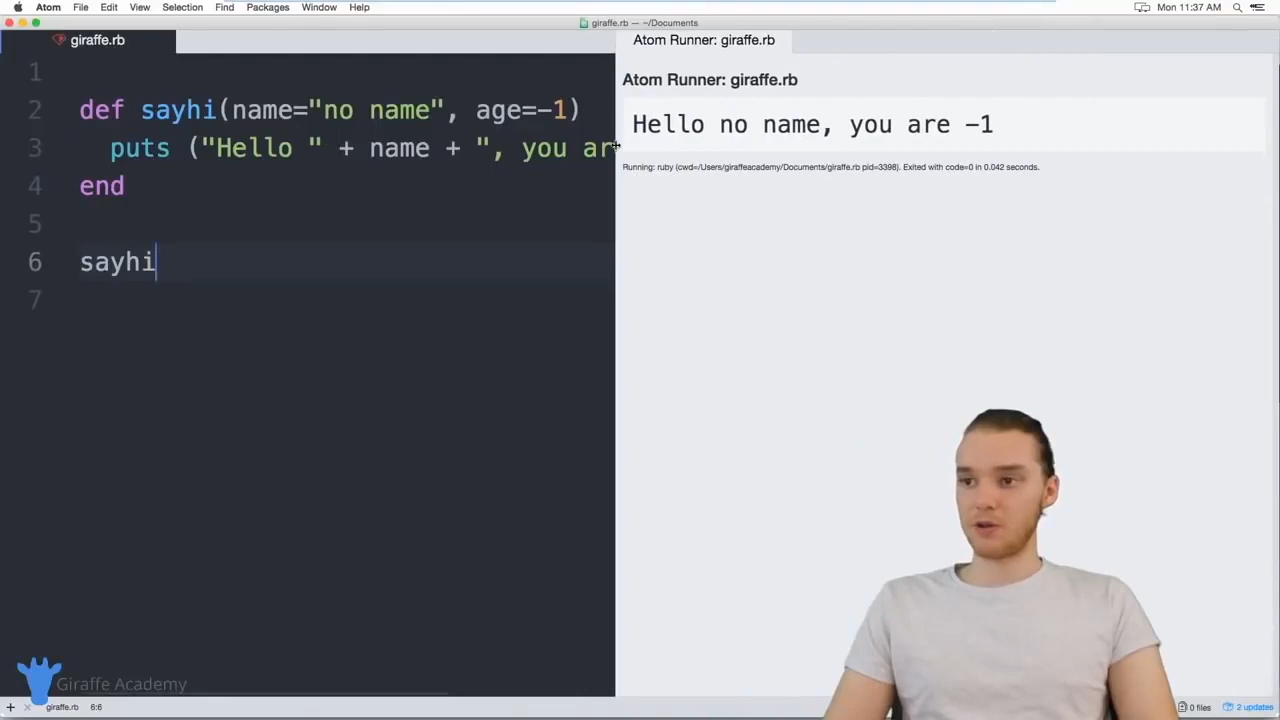 Atom File Edit View Selection Find Packages Window Help Mon 11:37 AM
giraffe.rb — ~/Documents
giraffe.rb
Atom Runner: giraffe.rb
1
2 def sayhi(name="no name", age=-1)
3 puts ("Hello " + name + ", you ar
4 end
5
6 sayhi
7
Atom Runner: giraffe.rb
Hello no name, you are -1
Running: ruby (cwd=/Users/giraffeacademy/Documents/giraffe.rb pid=3398). Exited with code=0 in 0.042 seconds.
Giraffe Academy
giraffe.rb 6:6
0 files 2 updates